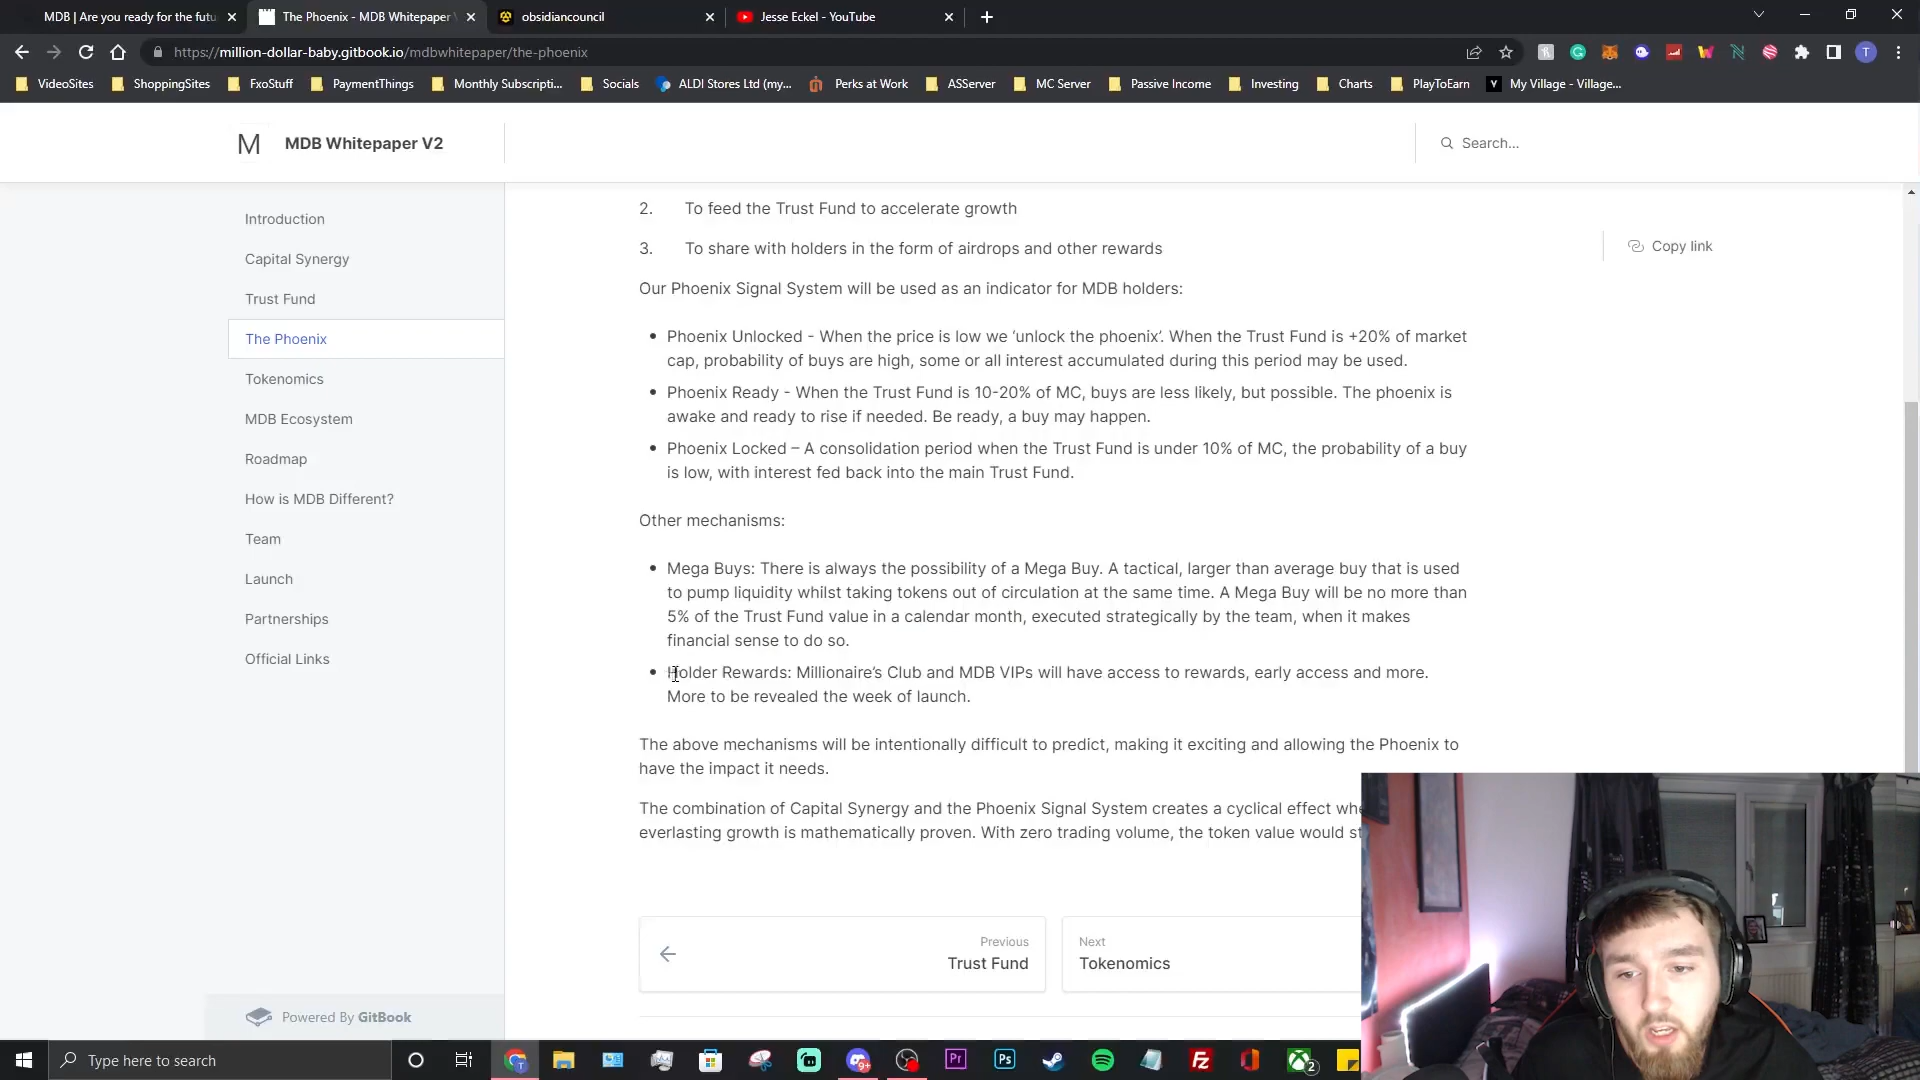 MDB | Are you ready for the futu
The Phoenix - MDB Whitepaper
obsidiancouncil
Jesse Eckel - YouTube
https://million-dollar-baby.gitbook.io/mdbwhitepaper/the-phoenix
T
VideoSites
ShoppingSites
FxoStuff
PaymentThings
Monthly Subscripti...
Socials
ALDI Stores Ltd (my...
Perks at Work
ASServer
MC Server
Passive Income
Investing
Charts
PlayToEarn
My Village - Village...
M
MDB Whitepaper V2
Search...
Introduction
Capital Synergy
Trust Fund
The Phoenix
Tokenomics
MDB Ecosystem
Roadmap
How is MDB Different?
Team
Launch
Partnerships
Official Links
Powered By GitBook
2. To feed the Trust Fund to accelerate growth
3. To share with holders in the form of airdrops and other rewards
Our Phoenix Signal System will be used as an indicator for MDB holders:
Phoenix Unlocked - When the price is low we ‘unlock the phoenix’. When the Trust Fund is +20% of market
cap, probability of buys are high, some or all interest accumulated during this period may be used.
Phoenix Ready - When the Trust Fund is 10-20% of MC, buys are less likely, but possible. The phoenix is
awake and ready to rise if needed. Be ready, a buy may happen.
Phoenix Locked – A consolidation period when the Trust Fund is under 10% of MC, the probability of a buy
is low, with interest fed back into the main Trust Fund.
Other mechanisms:
Mega Buys: There is always the possibility of a Mega Buy. A tactical, larger than average buy that is used
to pump liquidity whilst taking tokens out of circulation at the same time. A Mega Buy will be no more than
5% of the Trust Fund value in a calendar month, executed strategically by the team, when it makes
financial sense to do so.
Holder Rewards: Millionaire’s Club and MDB VIPs will have access to rewards, early access and more.
More to be revealed the week of launch.
The above mechanisms will be intentionally difficult to predict, making it exciting and allowing the Phoenix to
have the impact it needs.
The combination of Capital Synergy and the Phoenix Signal System creates a cyclical effect whe
everlasting growth is mathematically proven. With zero trading volume, the token value would st
Previous
Trust Fund
Next
Tokenomics
Copy link
Type here to search
Pr
Ps